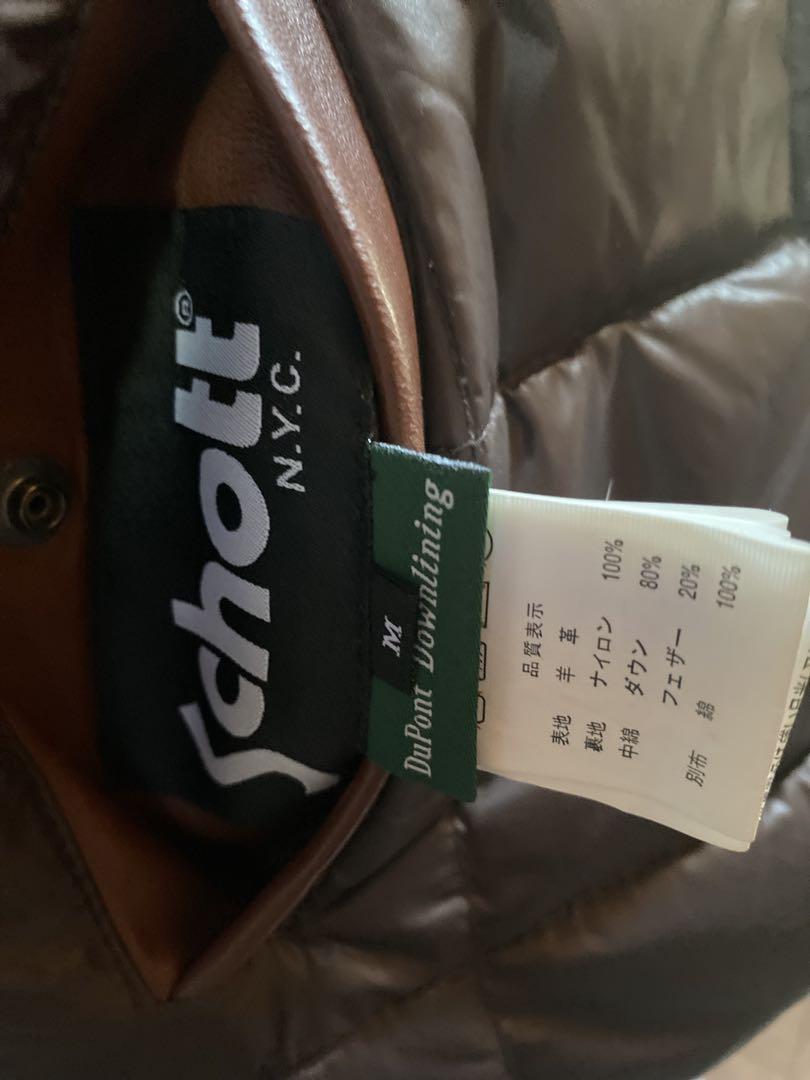 Schott®
N.Y.C.
DuPont Downlining
M
品質表示
表地 羊 革
裏地 ナイロン 100%
中綿 ダウン 80%
フェザー 20%
別布 綿 100%